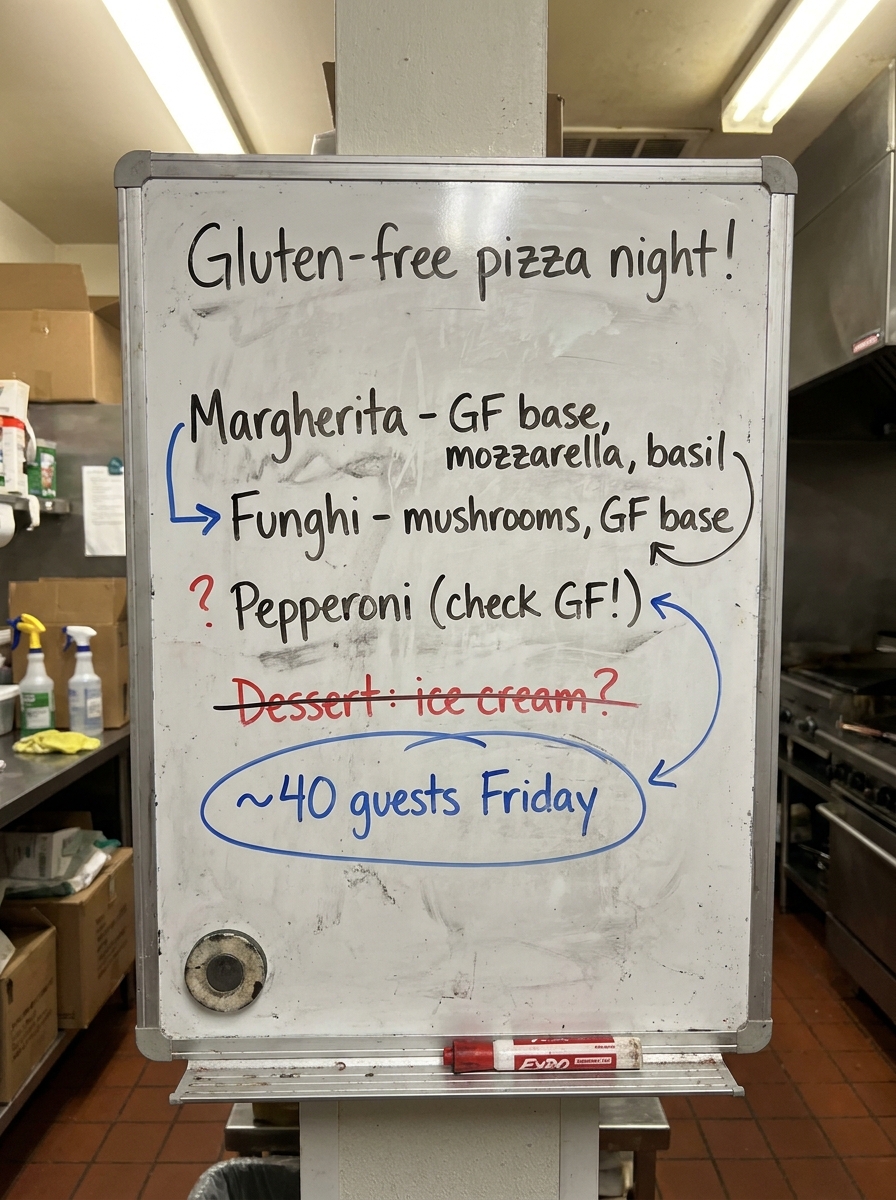 Gluten-free pizza night!
Margherita - GF base,
mozzarella, basil
Funghi - mushrooms, GF base
? Pepperoni (check GF!)
Dessert: ice cream?
~40 guests Friday
EXPO